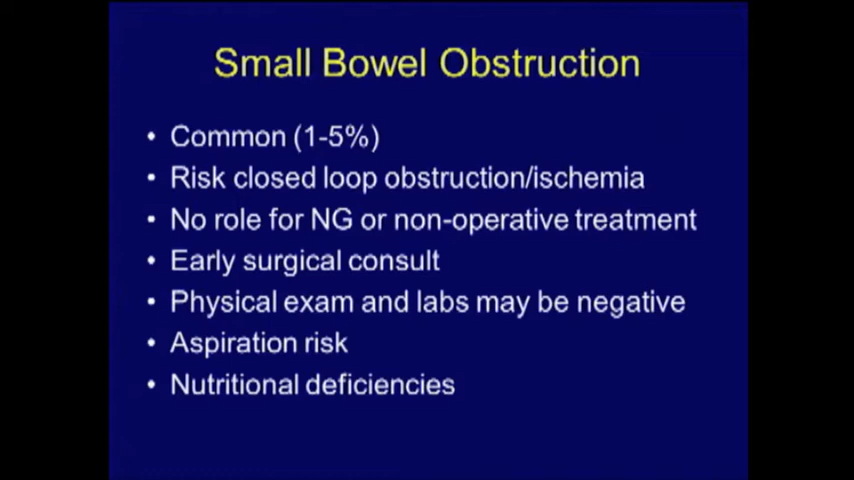 Small Bowel Obstruction
• Common (1-5%)
• Risk closed loop obstruction/ischemia
• No role for NG or non-operative treatment
• Early surgical consult
• Physical exam and labs may be negative
• Aspiration risk
• Nutritional deficiencies